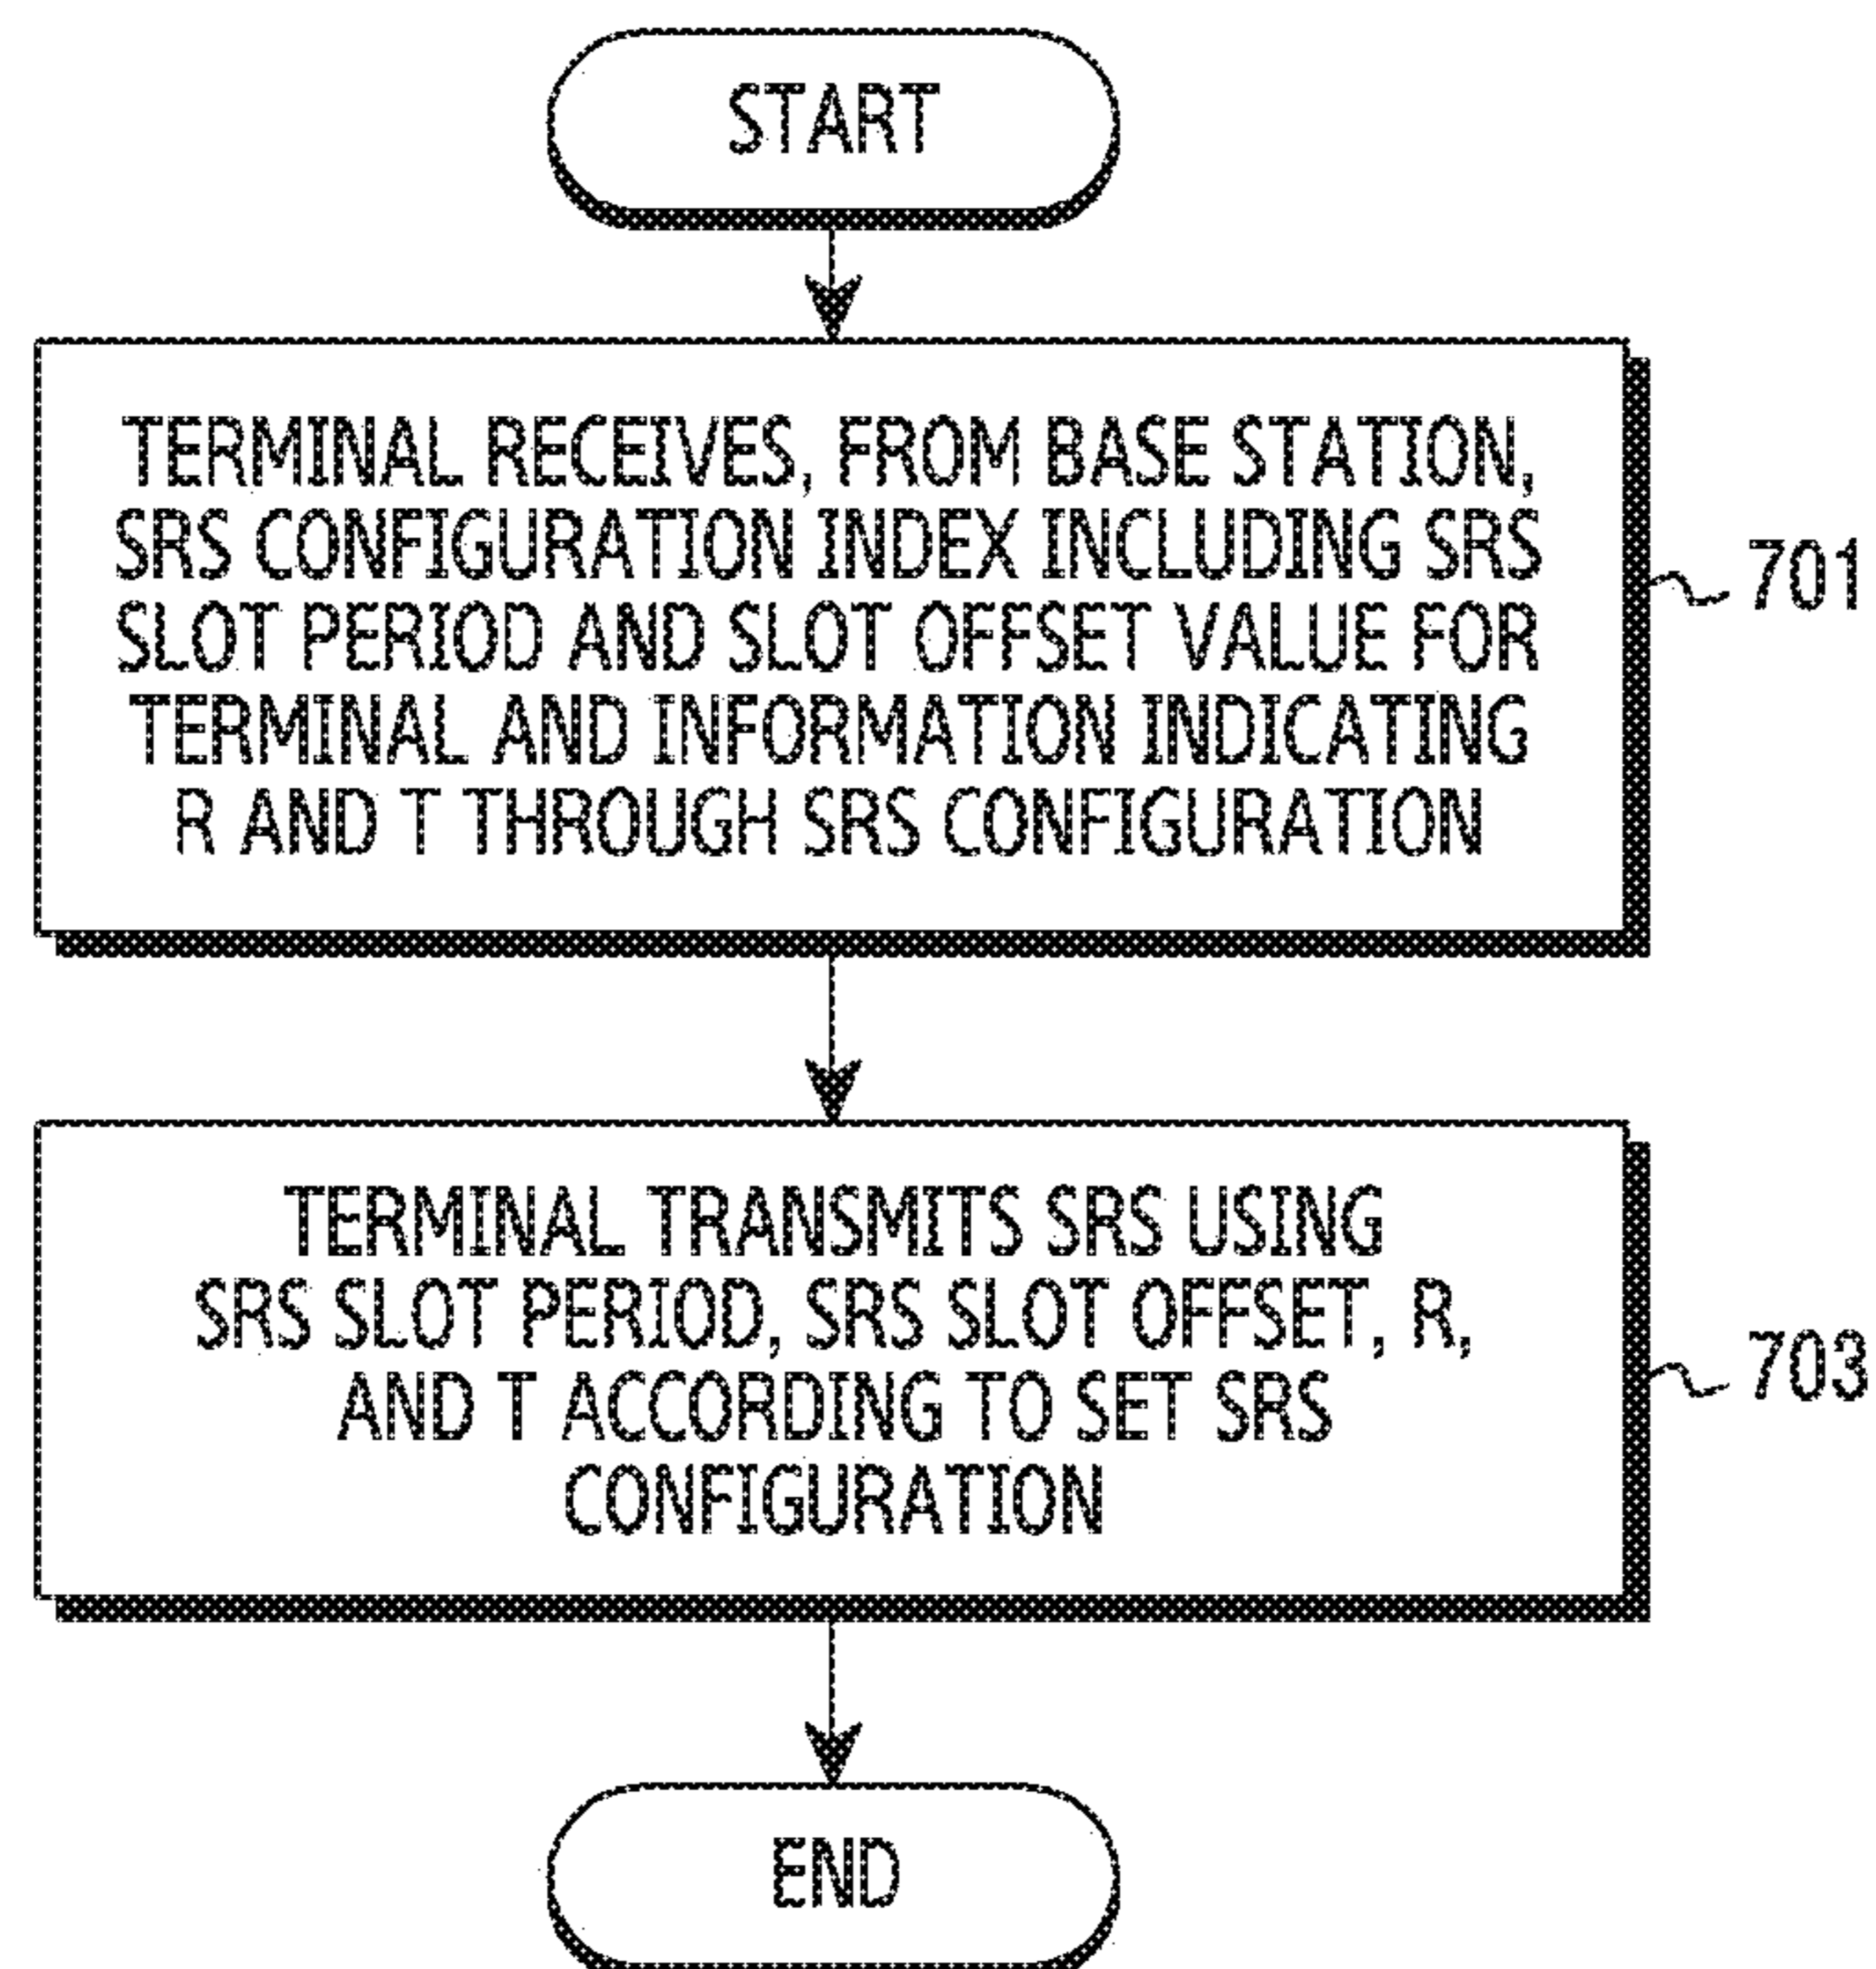 START
TERMINAL RECEIVES, FROM BASE STATION,
SRS CONFIGURATION INDEX INCLUDING SRS
SLOT PERIOD AND SLOT OFFSET VALUE FOR
TERMINAL AND INFORMATION INDICATING
R AND T THROUGH SRS CONFIGURATION
701
TERMINAL TRANSMITS SRS USING
SRS SLOT PERIOD, SRS SLOT OFFSET, R,
AND T ACCORDING TO SET SRS
CONFIGURATION
703
END